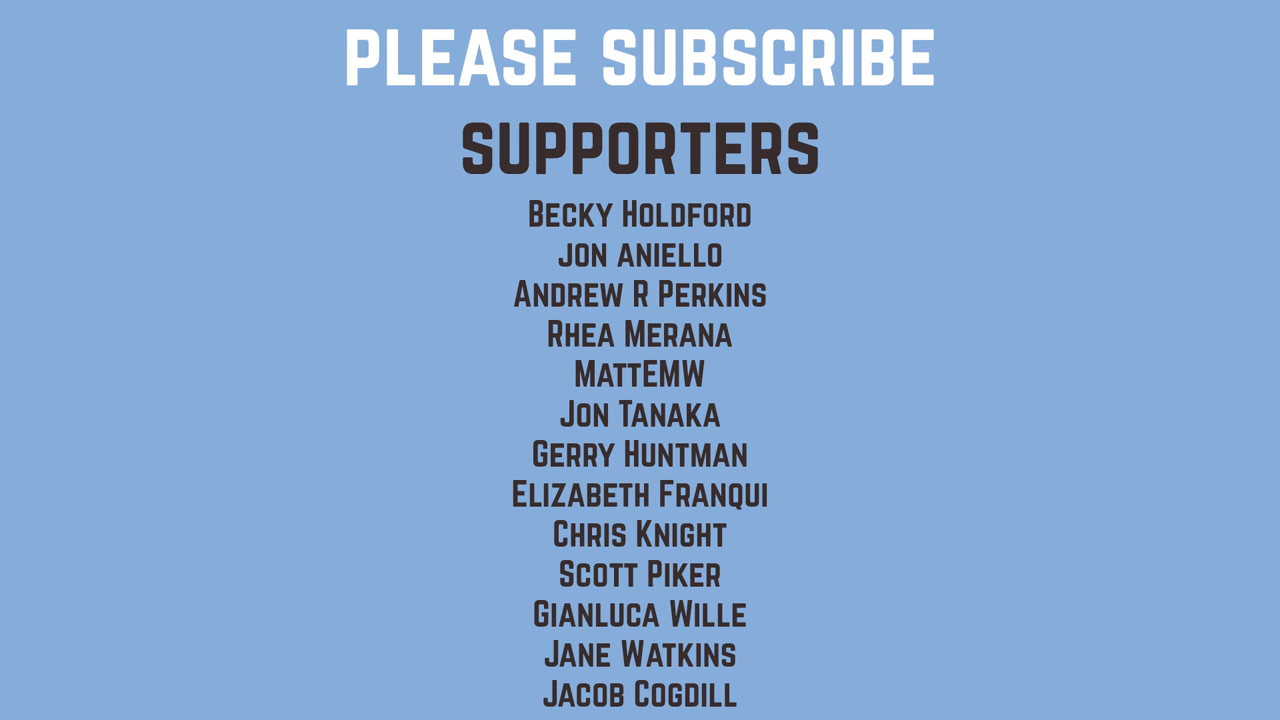 PLEASE SUBSCRIBE
SUPPORTERS
Becky Holdford
jon aniello
Andrew R Perkins
Rhea Merana
MattEMW
Jon Tanaka
Gerry Huntman
Elizabeth Franqui
Chris Knight
Scott Piker
Gianluca Wille
Jane Watkins
Jacob Cogdill